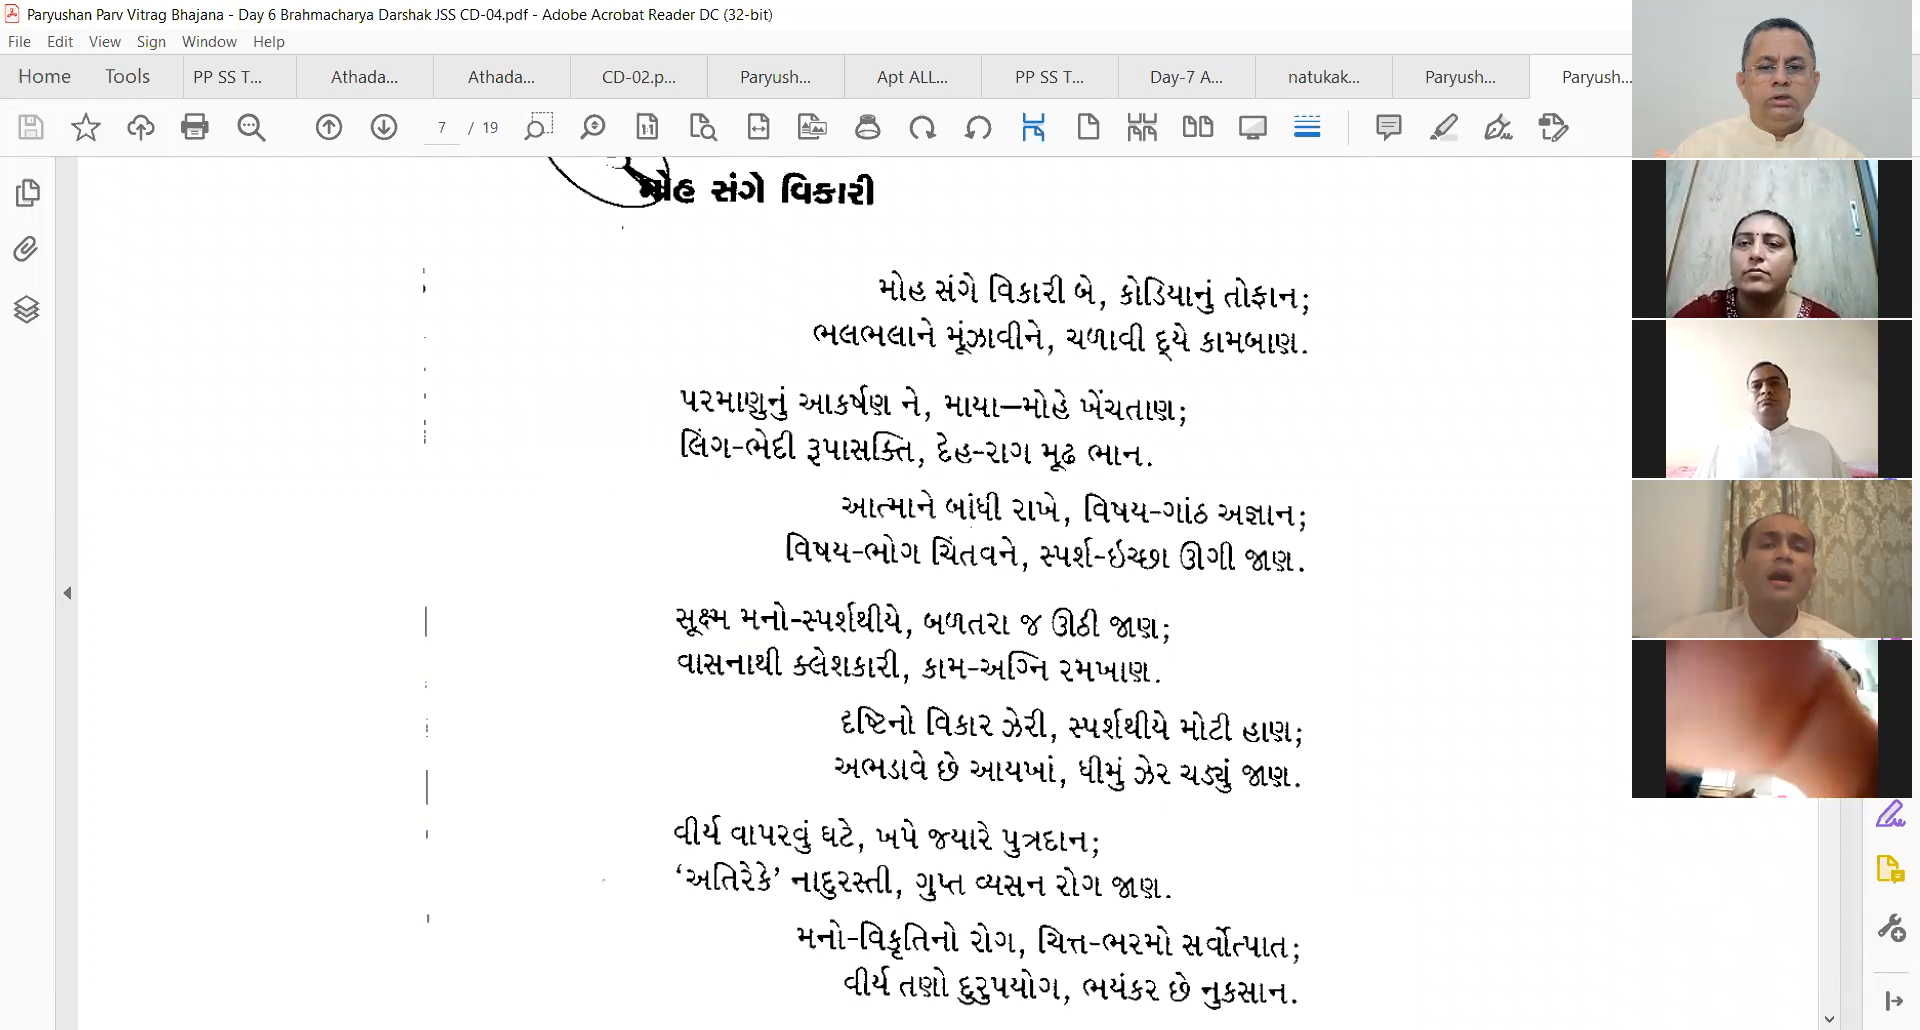 Paryushan Parv Vitrag Bhajana - Day 6 Brahmacharya Darshak JSS CD-04.pdf - Adobe Acrobat Reader DC (32-bit)
File Edit View Sign Window Help
Home Tools PP SS T... Athada... Athada... CD-02.p... Paryush... Apt ALL... PP SS T... Day-7 A... natukak... Paryush... Paryush...
7 / 19
મોહ સંગે વિકારી
મોહ સંગે વિકારી બે, કોડિયાનું તોફાન;
ભલભલાને મૂંઝાવીને, ચળાવી દ્યે કામબાણ.
પરમાણુનું આકર્ષણ ને, માયા—મોહે ખેંચતાણ;
લિંગ-ભેદી રૂપાસક્તિ, દેહ-રાગ મૂઢ ભાન.
આત્માને બાંધી રાખે, વિષય-ગાંઠ અજ્ઞાન;
વિષય-ભોગ ચિંતવને, સ્પર્શ-ઇચ્છા ઊગી જાણ.
સૂક્ષ્મ મનો-સ્પર્શથીયે, બળતરા જ ઊઠી જાણ;
વાસનાથી ક્લેશકારી, કામ-અગ્નિ રમખાણ.
દૃષ્ટિનો વિકાર ઝેરી, સ્પર્શથીયે મોટી હાણ;
અભડાવે છે આયખાં, ધીમું ઝેર ચડ્યું જાણ.
વીર્ય વાપરવું ઘટે, ખપે જ્યારે પુત્રદાન;
‘અતિરેકે’ નાદુરસ્તી, ગુપ્ત વ્યસન રોગ જાણ.
મનો-વિકૃતિનો રોગ, ચિત્ત-ભરમો સર્વોત્પાત;
વીર્ય તણો દુરુપયોગ, ભયંકર છે નુકસાન.